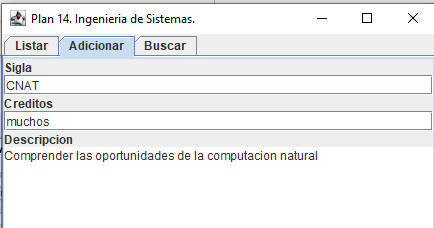 Plan 14. Ingenieria de Sistemas.
Listar Adicionar Buscar
Sigla
CNAT
Creditos
muchos
Descripcion
Comprender las oportunidades de la computacion natural